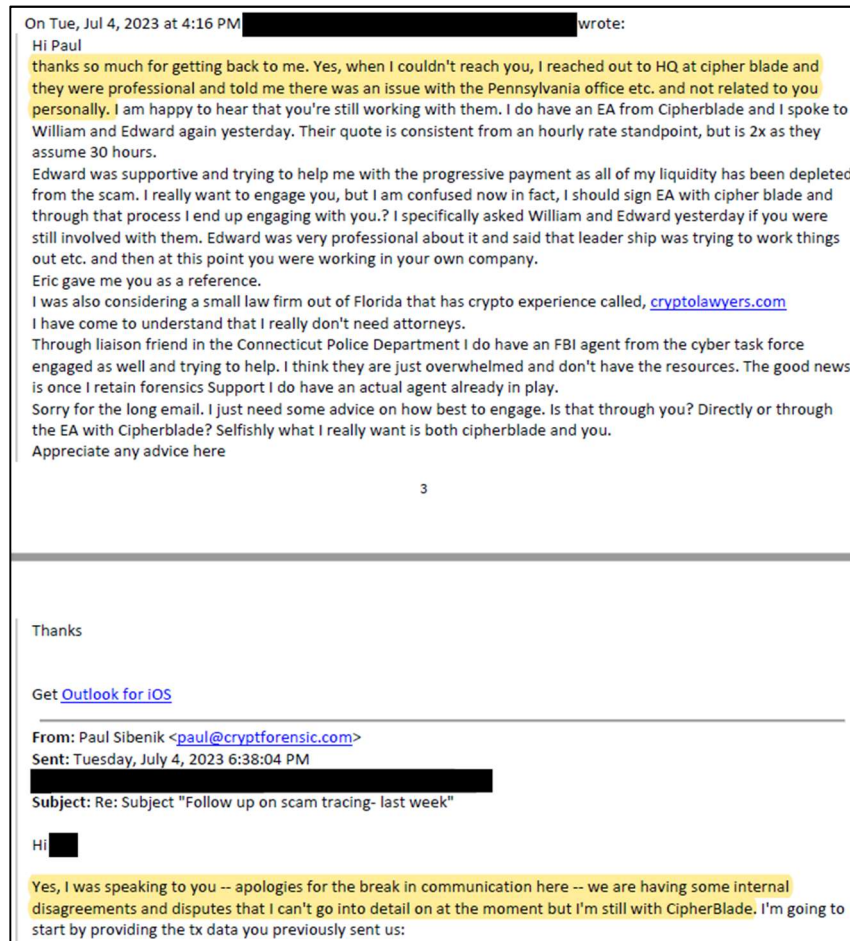 On Tue, Jul 4, 2023 at 4:16 PM wrote:
Hi Paul
thanks so much for getting back to me. Yes, when I couldn't reach you, I reached out to HQ at cipher blade and
they were professional and told me there was an issue with the Pennsylvania office etc. and not related to you
personally. I am happy to hear that you're still working with them. I do have an EA from Cipherblade and I spoke to
William and Edward again yesterday. Their quote is consistent from an hourly rate standpoint, but is 2x as they
assume 30 hours.
Edward was supportive and trying to help me with the progressive payment as all of my liquidity has been depleted
from the scam. I really want to engage you, but I am confused now in fact, I should sign EA with cipher blade and
through that process I end up engaging with you.? I specifically asked William and Edward yesterday if you were
still involved with them. Edward was very professional about it and said that leader ship was trying to work things
out etc. and then at this point you were working in your own company.
Eric gave me you as a reference.
I was also considering a small law firm out of Florida that has crypto experience called, cryptolawyers.com
I have come to understand that I really don't need attorneys.
Through liaison friend in the Connecticut Police Department I do have an FBI agent from the cyber task force
engaged as well and trying to help. I think they are just overwhelmed and don't have the resources. The good news
is once I retain forensics Support I do have an actual agent already in play.
Sorry for the long email. I just need some advice on how best to engage. Is that through you? Directly or through
the EA with Cipherblade? Selfishly what I really want is both cipherblade and you.
Appreciate any advice here
3
Thanks
Get Outlook for iOS
From: Paul Sibenik <paul@cryptforensic.com>
Sent: Tuesday, July 4, 2023 6:38:04 PM
Subject: Re: Subject "Follow up on scam tracing- last week"
Hi
Yes, I was speaking to you -- apologies for the break in communication here -- we are having some internal
disagreements and disputes that I can't go into detail on at the moment but I'm still with CipherBlade. I'm going to
start by providing the tx data you previously sent us: